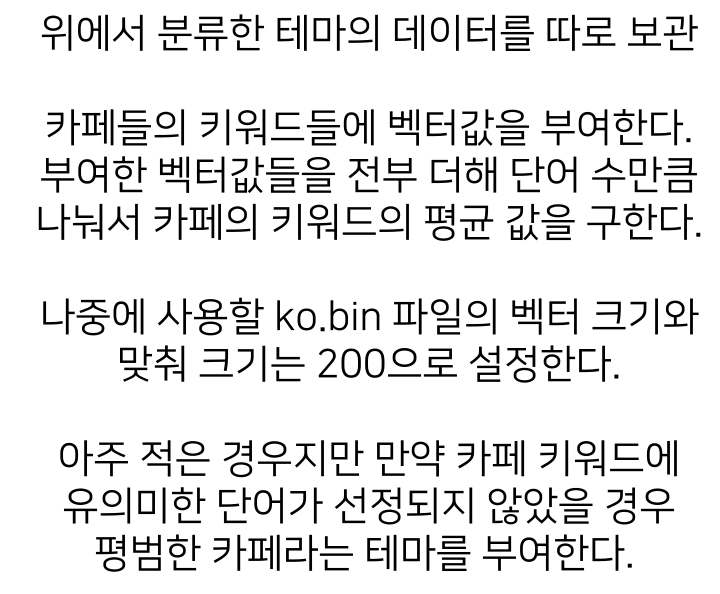 위에서 분류한 테마의 데이터를 따로 보관
카페들의 키워드들에 벡터값을 부여한다.
부여한 벡터값들을 전부 더해 단어 수만큼
나눠서 카페의 키워드의 평균 값을 구한다.
나중에 사용할 ko.bin 파일의 벡터 크기와
맞춰 크기는 200으로 설정한다.
아주 적은 경우지만 만약 카페 키워드에
유의미한 단어가 선정되지 않았을 경우
평범한 카페라는 테마를 부여한다.